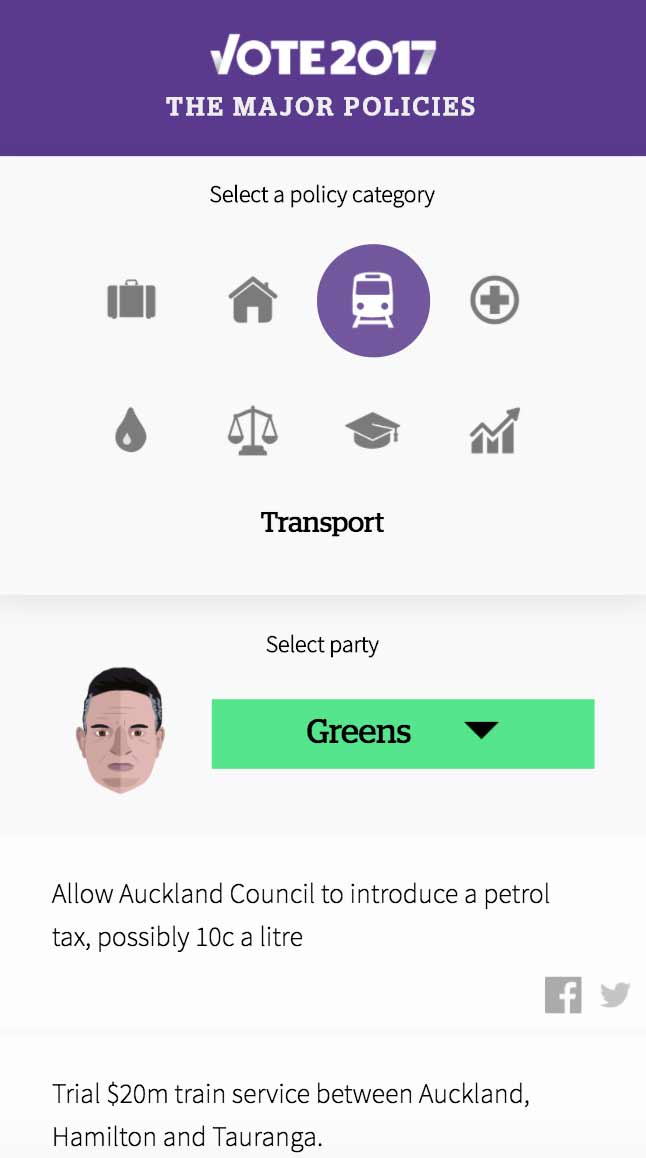 VOTE2017
THE MAJOR POLICIES
Select a policy category
Transport
Select party
Greens
Allow Auckland Council to introduce a petrol
tax, possibly 10c a litre
Trial $20m train service between Auckland,
Hamilton and Tauranga.